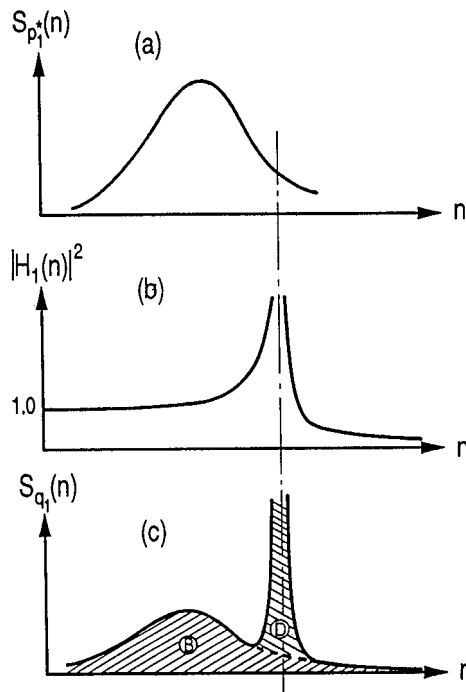 S_{p_1^*}(n)
(a)
n
|H_1(n)|^2
(b)
1.0
n
S_{q_1}(n)
(c)
B
D
n